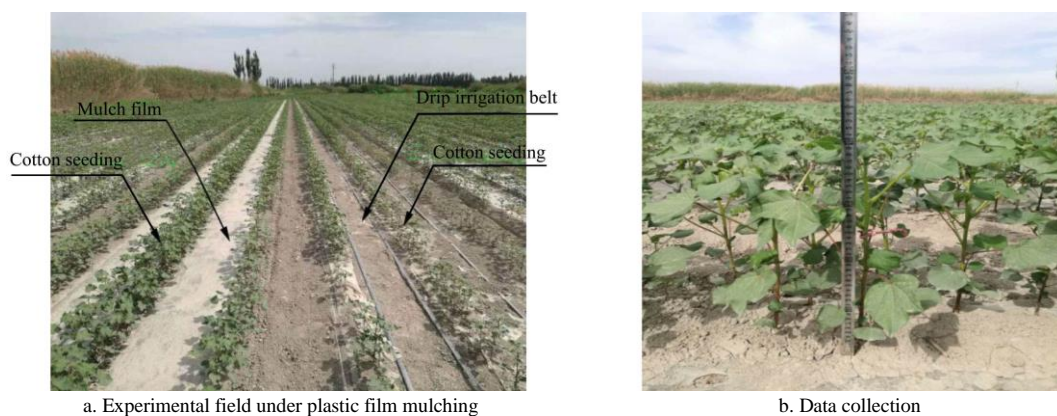 Mulch film
Drip irrigation belt
Cotton seeding
Cotton seeding
a. Experimental field under plastic film mulching
b. Data collection